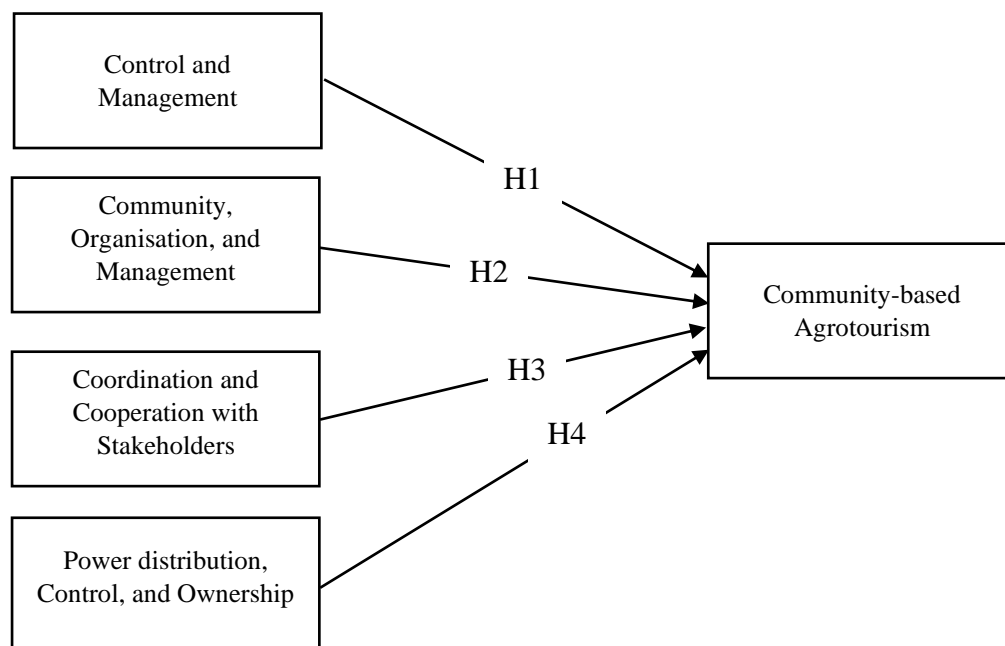 Control and
Management
H1
Community,
Organisation, and
Management
H2
Community-based
Agrotourism
Coordination and
Cooperation with
Stakeholders
H3
H4
Power distribution,
Control, and Ownership